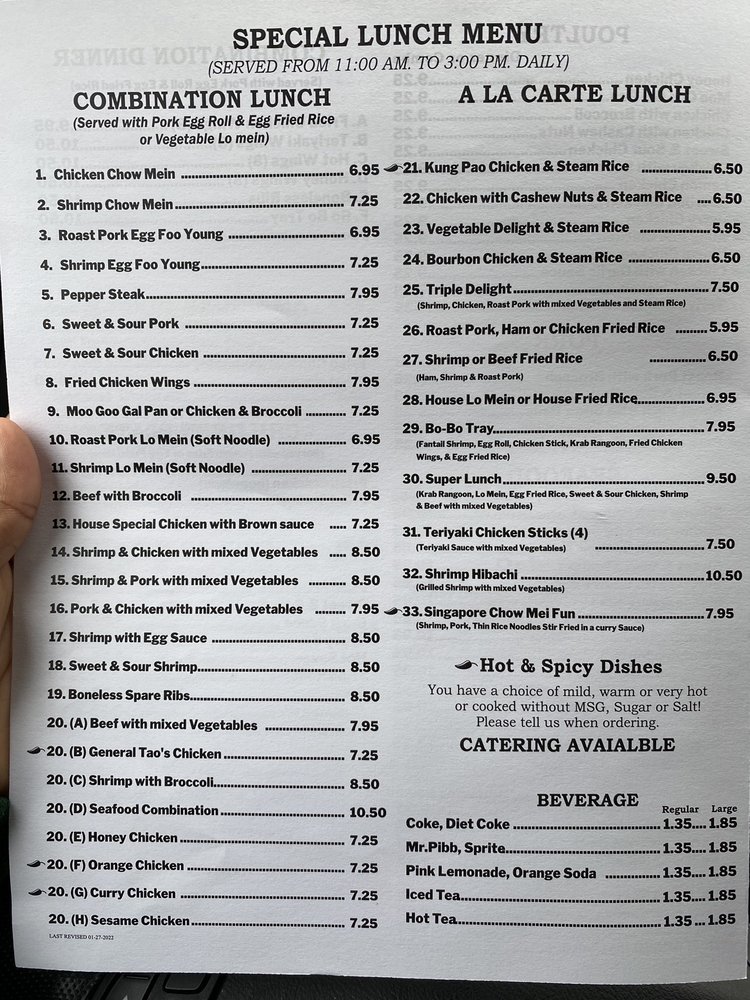 SPECIAL LUNCH MENU
(SERVED FROM 11:00 AM. TO 3:00 PM. DAILY)
COMBINATION LUNCH
(Served with Pork Egg Roll & Egg Fried Rice
or Vegetable Lo mein)
1. Chicken Chow Mein 6.95
2. Shrimp Chow Mein 7.25
3. Roast Pork Egg Foo Young 6.95
4. Shrimp Egg Foo Young 7.25
5. Pepper Steak 7.95
6. Sweet & Sour Pork 7.25
7. Sweet & Sour Chicken 7.25
8. Fried Chicken Wings 7.95
9. Moo Goo Gal Pan or Chicken & Broccoli 7.25
10. Roast Pork Lo Mein (Soft Noodle) 6.95
11. Shrimp Lo Mein (Soft Noodle) 7.25
12. Beef with Broccoli 7.95
13. House Special Chicken with Brown sauce 7.25
14. Shrimp & Chicken with mixed Vegetables 8.50
15. Shrimp & Pork with mixed Vegetables 8.50
16. Pork & Chicken with mixed Vegetables 7.95
17. Shrimp with Egg Sauce 8.50
18. Sweet & Sour Shrimp 8.50
19. Boneless Spare Ribs 8.50
20. (A) Beef with mixed Vegetables 7.95
20. (B) General Tao's Chicken 7.25
20. (C) Shrimp with Broccoli 8.50
20. (D) Seafood Combination 10.50
20. (E) Honey Chicken 7.25
20. (F) Orange Chicken 7.25
20. (G) Curry Chicken 7.25
20. (H) Sesame Chicken 7.25
LAST REVISED 01-27-2022
A LA CARTE LUNCH
21. Kung Pao Chicken & Steam Rice 6.50
22. Chicken with Cashew Nuts & Steam Rice 6.50
23. Vegetable Delight & Steam Rice 5.95
24. Bourbon Chicken & Steam Rice 6.50
25. Triple Delight 7.50
(Shrimp, Chicken, Roast Pork with mixed Vegetables and Steam Rice)
26. Roast Pork, Ham or Chicken Fried Rice 5.95
27. Shrimp or Beef Fried Rice 6.50
(Ham, Shrimp & Roast Pork)
28. House Lo Mein or House Fried Rice 6.95
29. Bo-Bo Tray 7.95
(Fantail Shrimp, Egg Roll, Chicken Stick, Krab Rangoon, Fried Chicken
Wings, & Egg Fried Rice)
30. Super Lunch 9.50
(Krab Rangoon, Lo Mein, Egg Fried Rice, Sweet & Sour Chicken, Shrimp
& Beef with mixed Vegetables)
31. Teriyaki Chicken Sticks (4)
(Teriyaki Sauce with mixed Vegetables) 7.50
32. Shrimp Hibachi 10.50
(Grilled Shrimp with mixed Vegetables)
33. Singapore Chow Mei Fun 7.95
(Shrimp, Pork, Thin Rice Noodles Stir Fried in a curry Sauce)
Hot & Spicy Dishes
You have a choice of mild, warm or very hot
or cooked without MSG, Sugar or Salt!
Please tell us when ordering.
CATERING AVAIALBLE
BEVERAGE Regular Large
Coke, Diet Coke 1.35 1.85
Mr.Pibb, Sprite 1.35 1.85
Pink Lemonade, Orange Soda 1.35 1.85
Iced Tea 1.35 1.85
Hot Tea 1.35 1.85